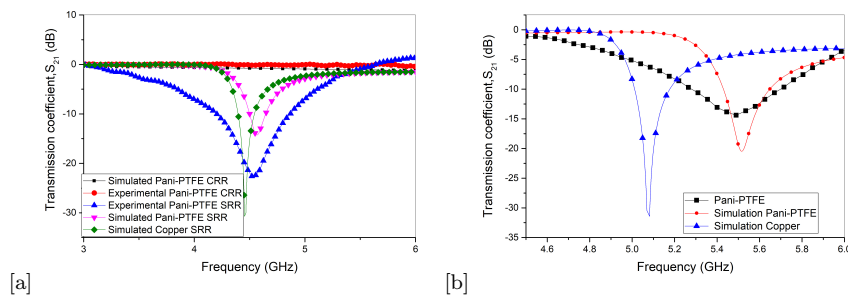 [a]
Transmission coefficient,S21 (dB)
10
0
-10
-20
-30
3
4
5
6
Frequency (GHz)
Simulated Pani-PTFE CRR
Experimental Pani-PTFE CRR
Experimental Pani-PTFE SRR
Simulated Pani-PTFE SRR
Simulated Copper SRR
[b]
Transmission coefficient,S21 (dB)
0
-5
-10
-15
-20
-25
-30
-35
4.6
4.8
5.0
5.2
5.4
5.6
5.8
6.0
Frequency (GHz)
Pani-PTFE
Simulation Pani-PTFE
Simulation Copper